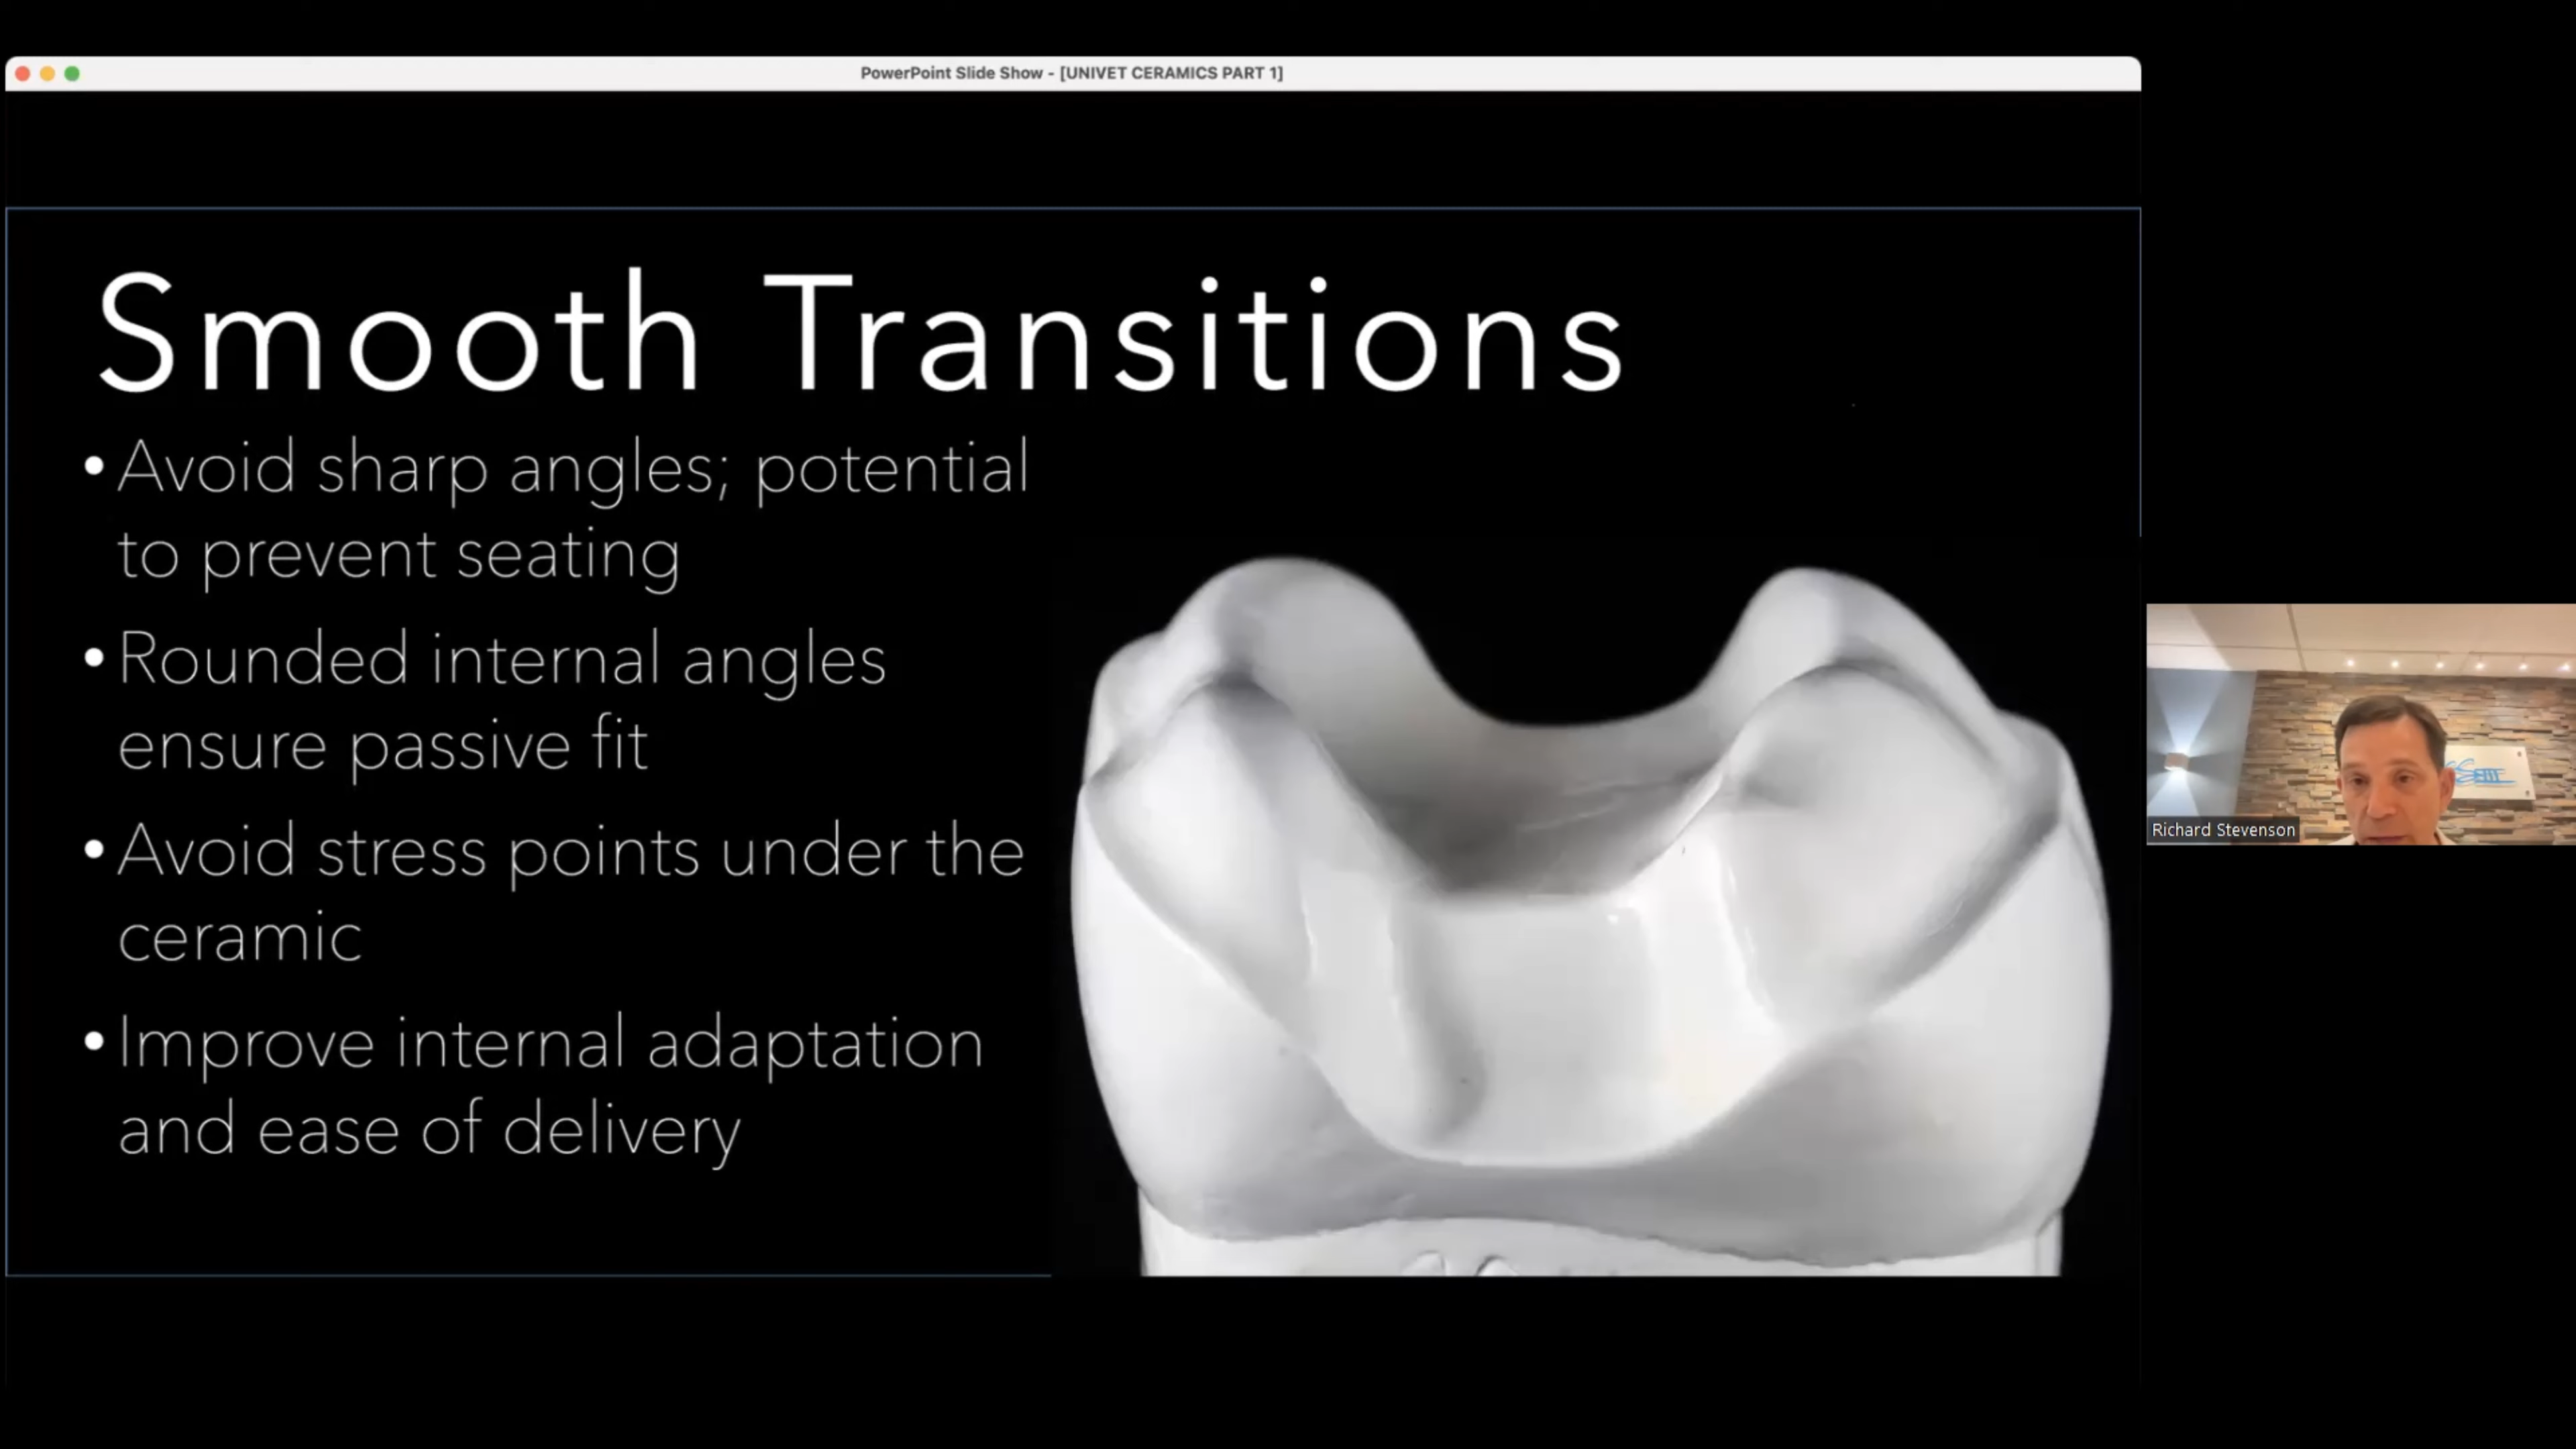 PowerPoint Slide Show - [UNIVET CERAMICS PART 1]
Smooth Transitions
• Avoid sharp angles; potential
to prevent seating
• Rounded internal angles
ensure passive fit
• Avoid stress points under the
ceramic
• Improve internal adaptation
and ease of delivery
Richard Stevenson